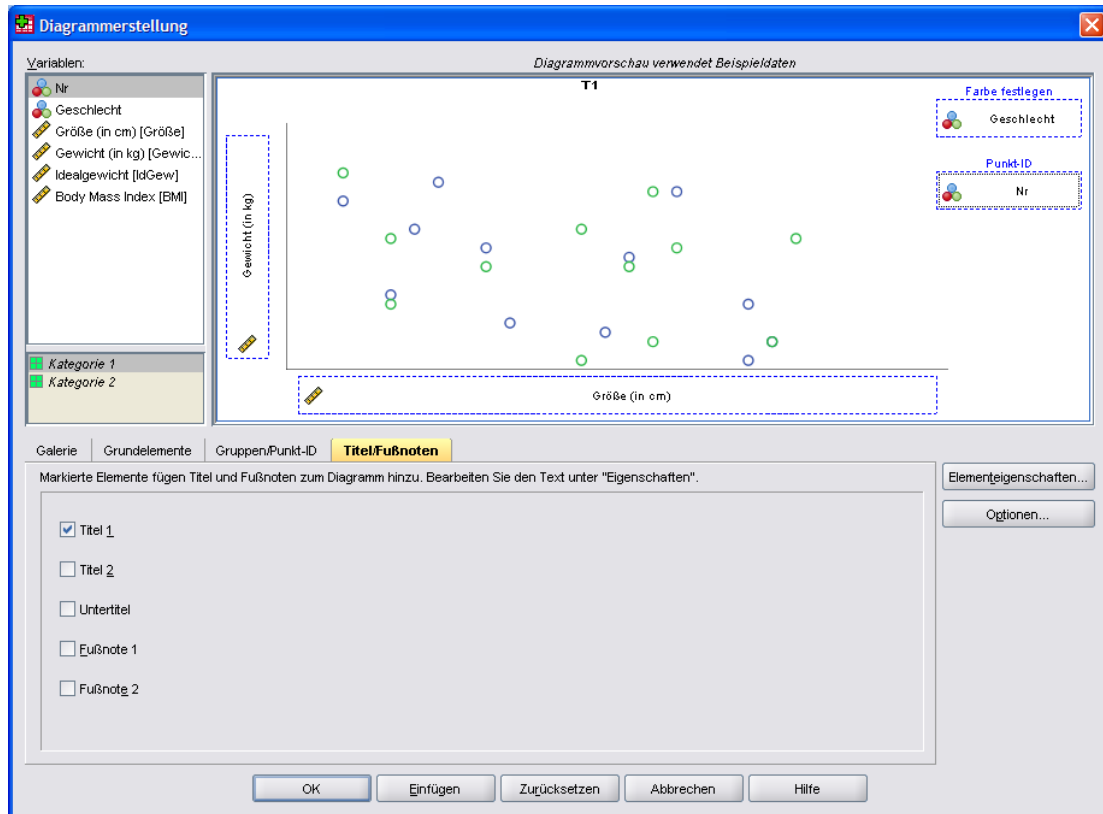 Diagrammerstellung
Variablen:
Diagrammvorschau verwendet Beispieldaten
Nr
Geschlecht
Größe (in cm) [Größe]
Gewicht (in kg) [Gewic...
Idealgewicht [IdGew]
Body Mass Index [BMI]
Kategorie 1
Kategorie 2
T1
Gewicht (in kg)
Größe (in cm)
Farbe festlegen
Geschlecht
Punkt-ID
Nr
Galerie Grundelemente Gruppen/Punkt-ID Titel/Fußnoten
Markierte Elemente fügen Titel und Fußnoten zum Diagramm hinzu. Bearbeiten Sie den Text unter "Eigenschaften".
Titel 1
Titel 2
Untertitel
Fußnote 1
Fußnote 2
Elementeigenschaften...
Optionen...
OK Einfügen Zurücksetzen Abbrechen Hilfe